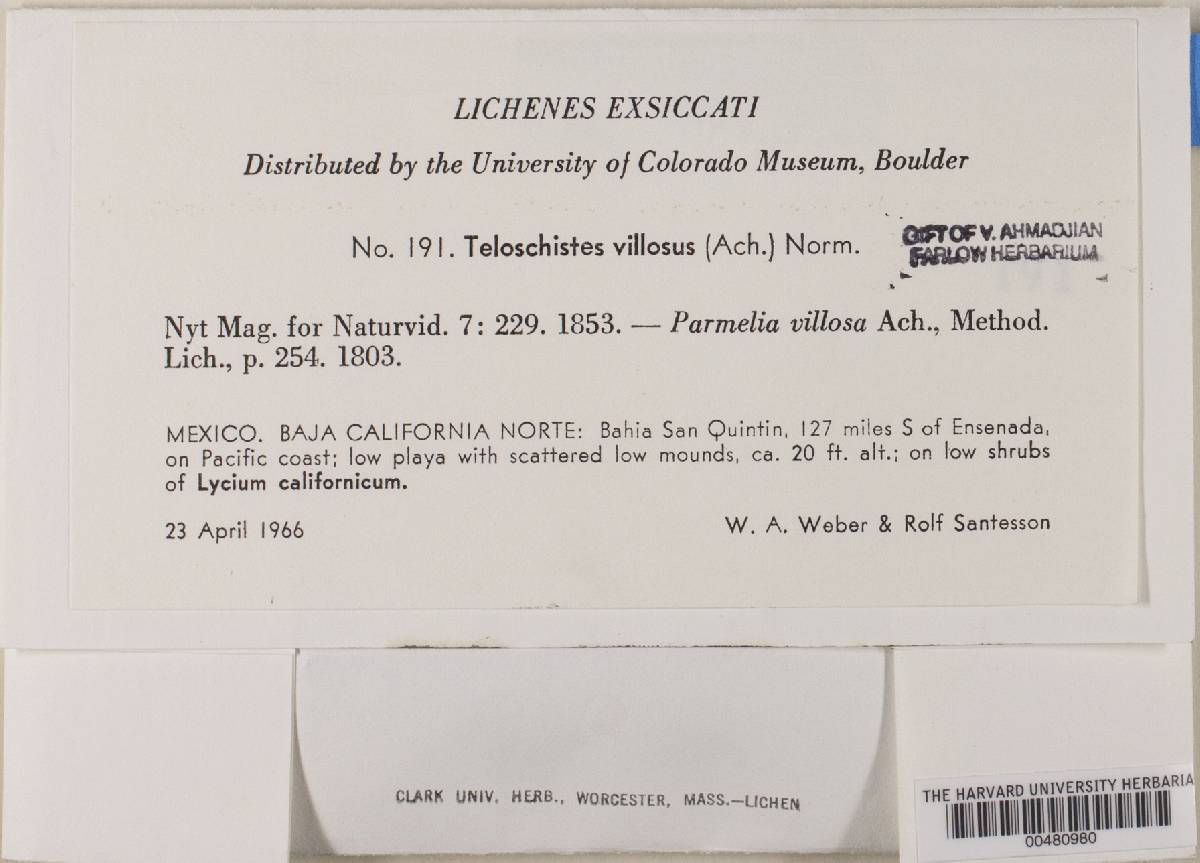 LICHENES EXSICCATI
Distributed by the University of Colorado Museum, Boulder
No. 191. Teloschistes villosus (Ach.) Norm.
GIFT OF V. AHMADJIAN
FARLOW HERBARIUM
Nyt Mag. for Naturvid. 7: 229. 1853. — Parmelia villosa Ach., Method.
Lich., p. 254. 1803.
MEXICO. BAJA CALIFORNIA NORTE: Bahia San Quintin, 127 miles S of Ensenada,
on Pacific coast; low playa with scattered low mounds, ca. 20 ft. alt.; on low shrubs
of Lycium californicum.
23 April 1966
W. A. Weber & Rolf Santesson
CLARK UNIV. HERB., WORCESTER, MASS.—LICHEN
THE HARVARD UNIVERSITY HERBARIA
00480980